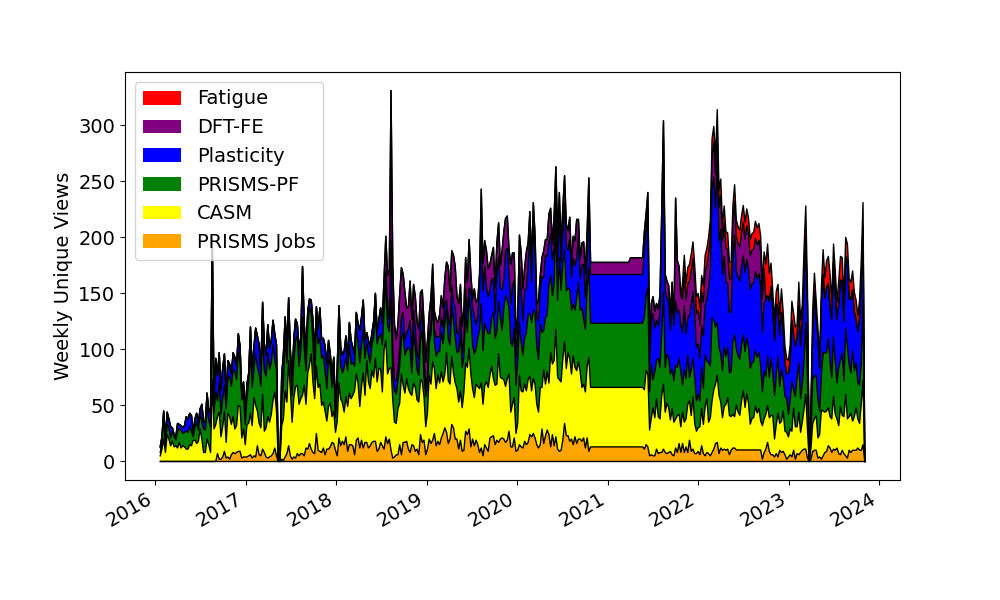 Fatigue
DFT-FE
Plasticity
PRISMS-PF
CASM
PRISMS Jobs
Weekly Unique Views
300
250
200
150
100
50
0
2016
2017
2018
2019
2020
2021
2022
2023
2024